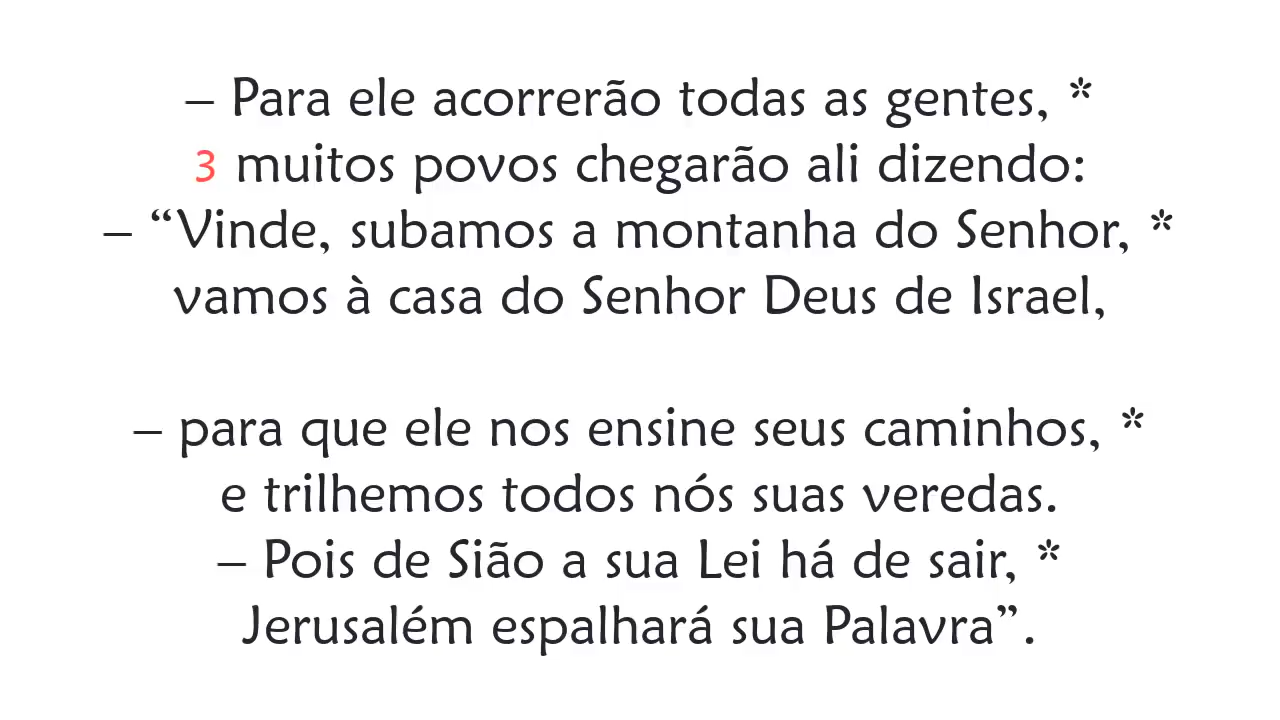 – Para ele acorrerão todas as gentes, *
3 muitos povos chegarão ali dizendo:
– “Vinde, subamos a montanha do Senhor, *
vamos à casa do Senhor Deus de Israel,
– para que ele nos ensine seus caminhos, *
e trilhemos todos nós suas veredas.
– Pois de Sião a sua Lei há de sair, *
Jerusalém espalhará sua Palavra”.